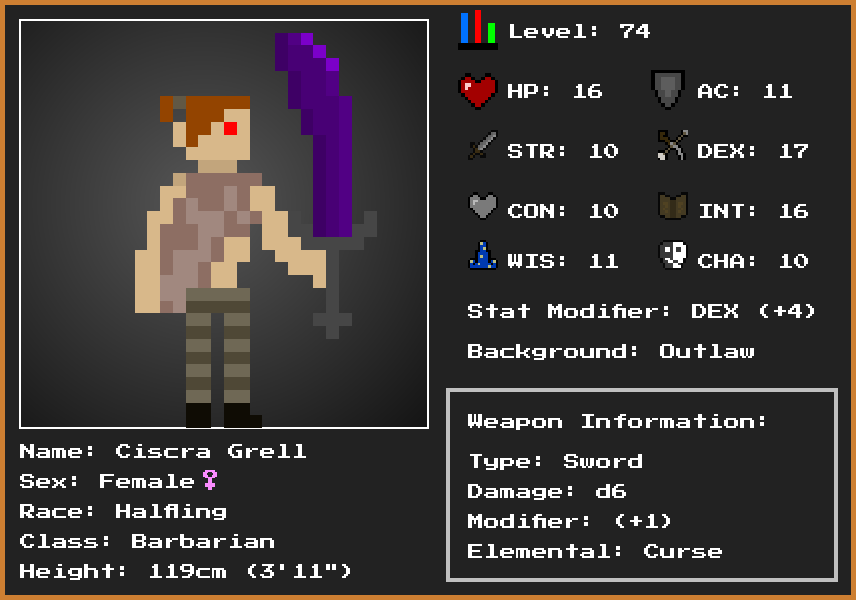 Level: 74
HP: 16 AC: 11
STR: 10 DEX: 17
CON: 10 INT: 16
WIS: 11 CHA: 10
Stat Modifier: DEX (+4)
Background: Outlaw
Weapon Information:
Type: Sword
Damage: d6
Modifier: (+1)
Elemental: Curse
Name: Ciscra Grell
Sex: Female♀
Race: Halfling
Class: Barbarian
Height: 119cm (3'11")